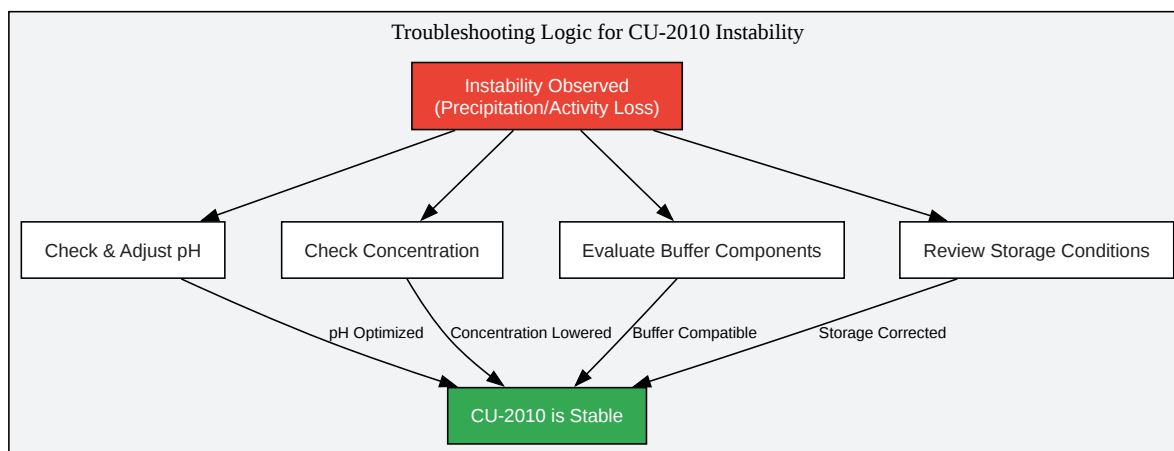 Troubleshooting Logic for CU-2010 Instability
Instability Observed
(Precipitation/Activity Loss)
Check & Adjust pH
Check Concentration
Evaluate Buffer Components
Review Storage Conditions
pH Optimized
Concentration Lowered
Buffer Compatible
Storage Corrected
CU-2010 is Stable